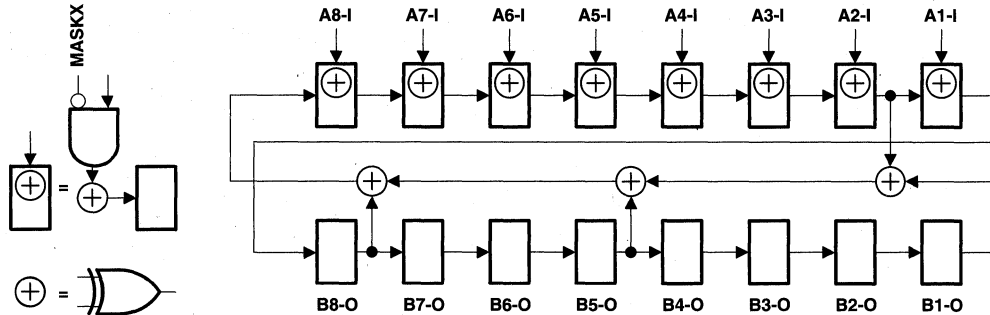 MASKX
=
=
A8-I A7-I A6-I A5-I A4-I A3-I A2-I A1-I
B8-O B7-O B6-O B5-O B4-O B3-O B2-O B1-O